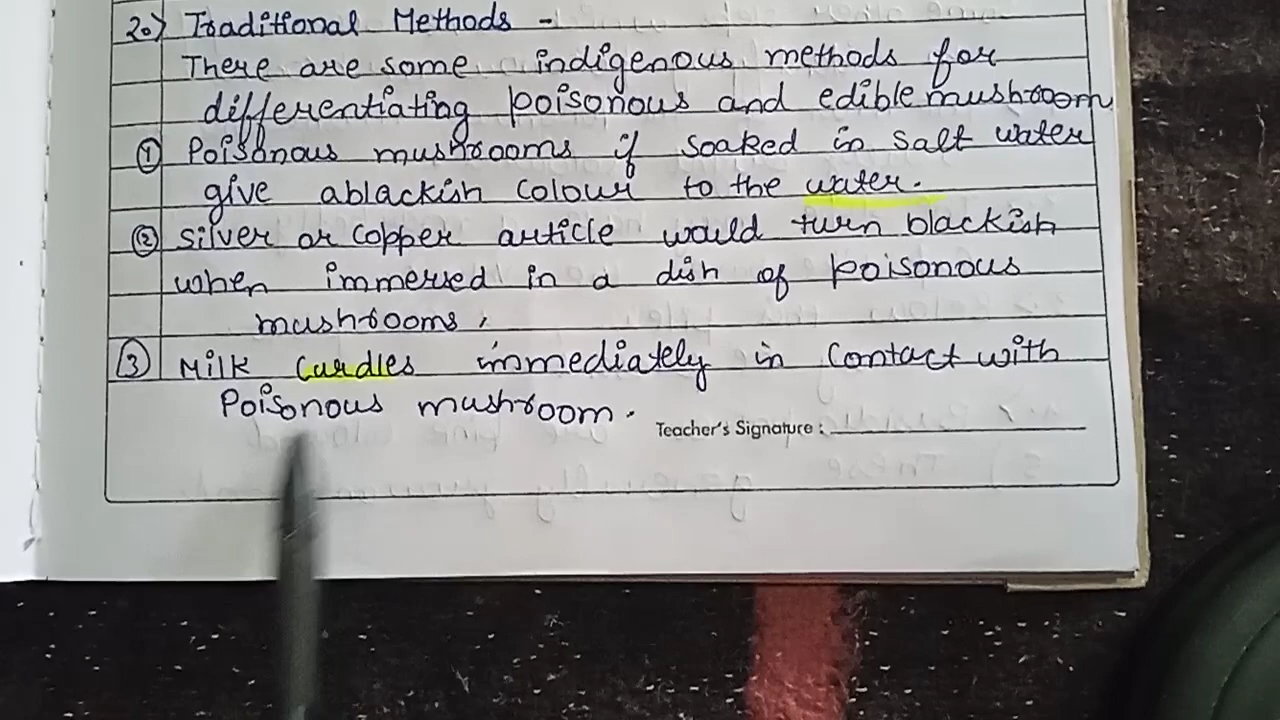 20) Traditional Methods -
There are some indigenous methods for
differentiating poisonous and edible mushroom
① Poisonous mushrooms if soaked in salt water
give ablackish colour to the water.
② silver or copper article would turn blackish
when immersed in a dish of poisonous
mushrooms,
③ Milk Curdles immediately in contact with
Poisonous mushroom.
Teacher's Signature :